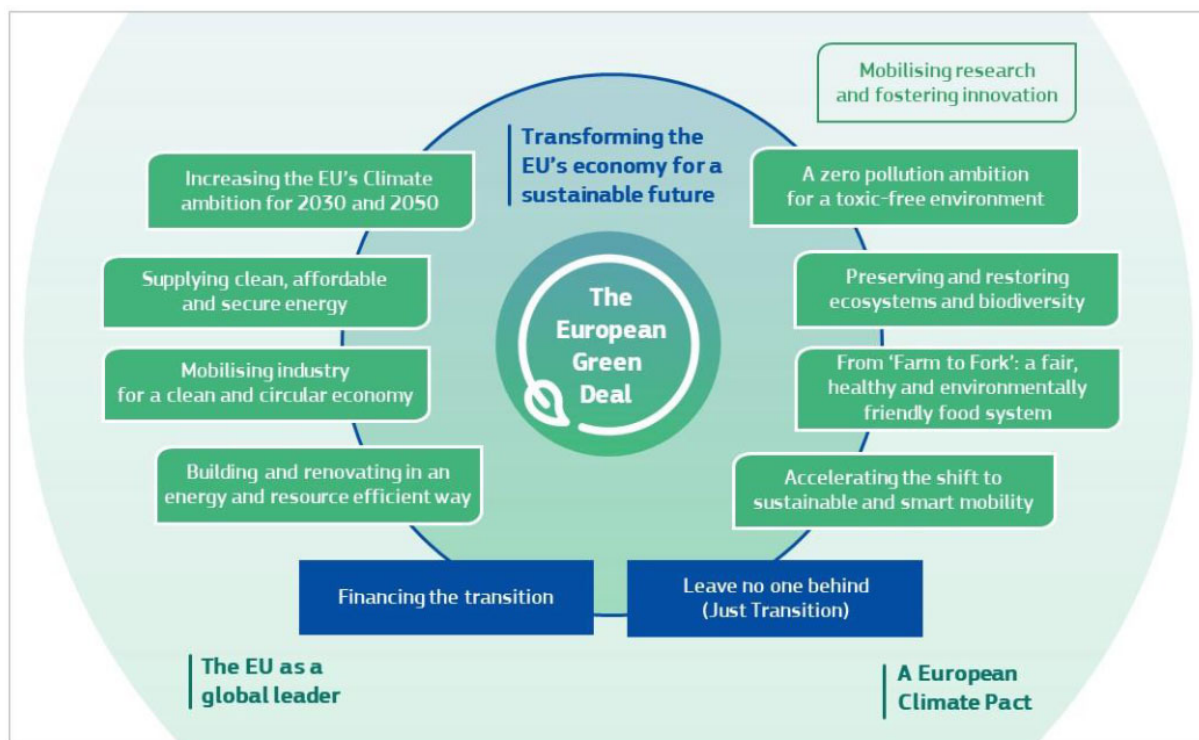 Mobilising research
and fostering innovation
Transforming the
EU's economy for a
sustainable future
Increasing the EU's Climate
ambition for 2030 and 2050
A zero pollution ambition
for a toxic-free environment
Supplying clean, affordable
and secure energy
Preserving and restoring
ecosystems and biodiversity
The
European
Green
Deal
Mobilising industry
for a clean and circular economy
From ‘Farm to Fork’: a fair,
healthy and environmentally
friendly food system
Building and renovating in an
energy and resource efficient way
Accelerating the shift to
sustainable and smart mobility
Financing the transition
Leave no one behind
(Just Transition)
The EU as a
global leader
A European
Climate Pact